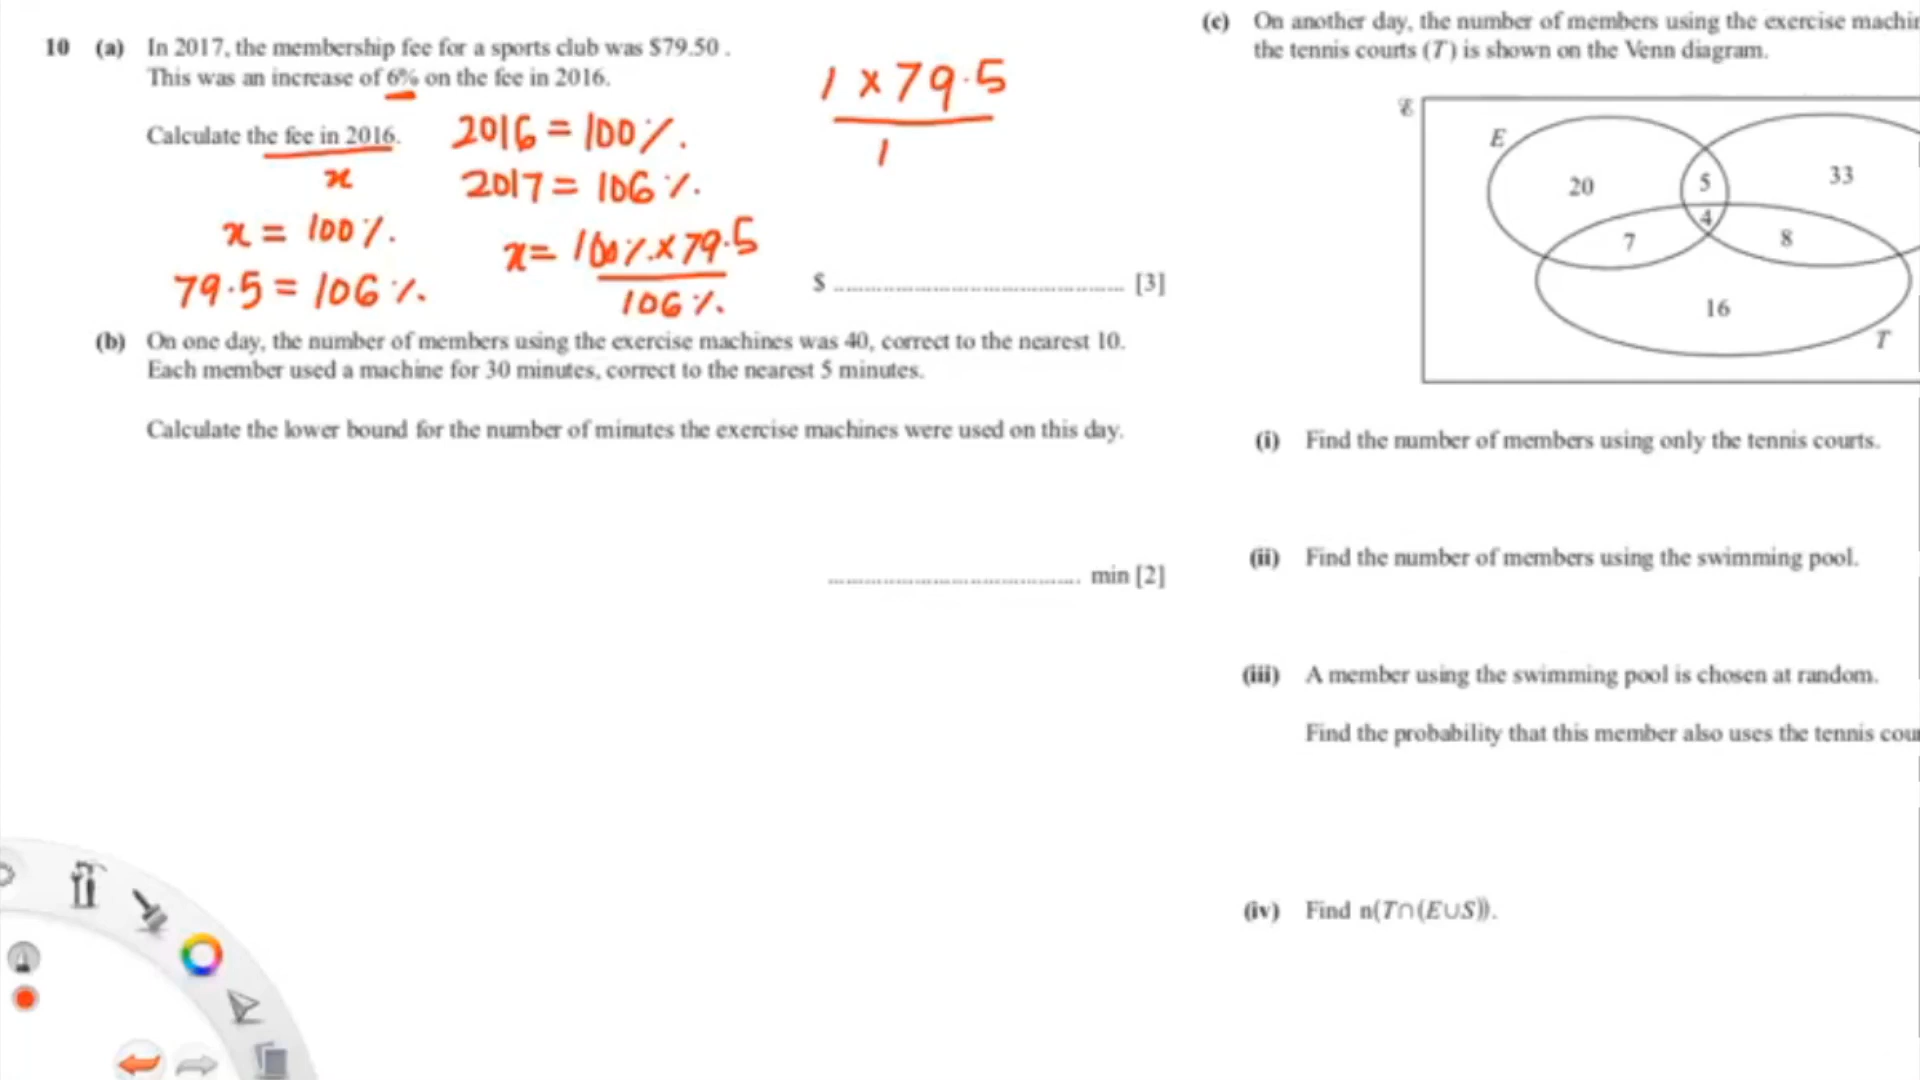 10 (a) In 2017, the membership fee for a sports club was $79.50 .
This was an increase of 6% on the fee in 2016.
Calculate the fee in 2016.
x
2016 = 100%.
2017 = 106%.
x = 100%.
79.5 = 106%.
x = 100% x 79.5
106%.
1 x 79.5
1
$ ............................................ [3]
(b) On one day, the number of members using the exercise machines was 40, correct to the nearest 10.
Each member used a machine for 30 minutes, correct to the nearest 5 minutes.
Calculate the lower bound for the number of minutes the exercise machines were used on this day.
............................................ min [2]
(c) On another day, the number of members using the exercise
the tennis courts (T) is shown on the Venn diagram.
ℰ
E
20
5
33
4
7
8
16
T
(i) Find the number of members using only the tennis courts.
(ii) Find the number of members using the swimming pool.
(iii) A member using the swimming pool is chosen at random.
Find the probability that this member also uses the tennis
(iv) Find n(T∩(E∪S)).